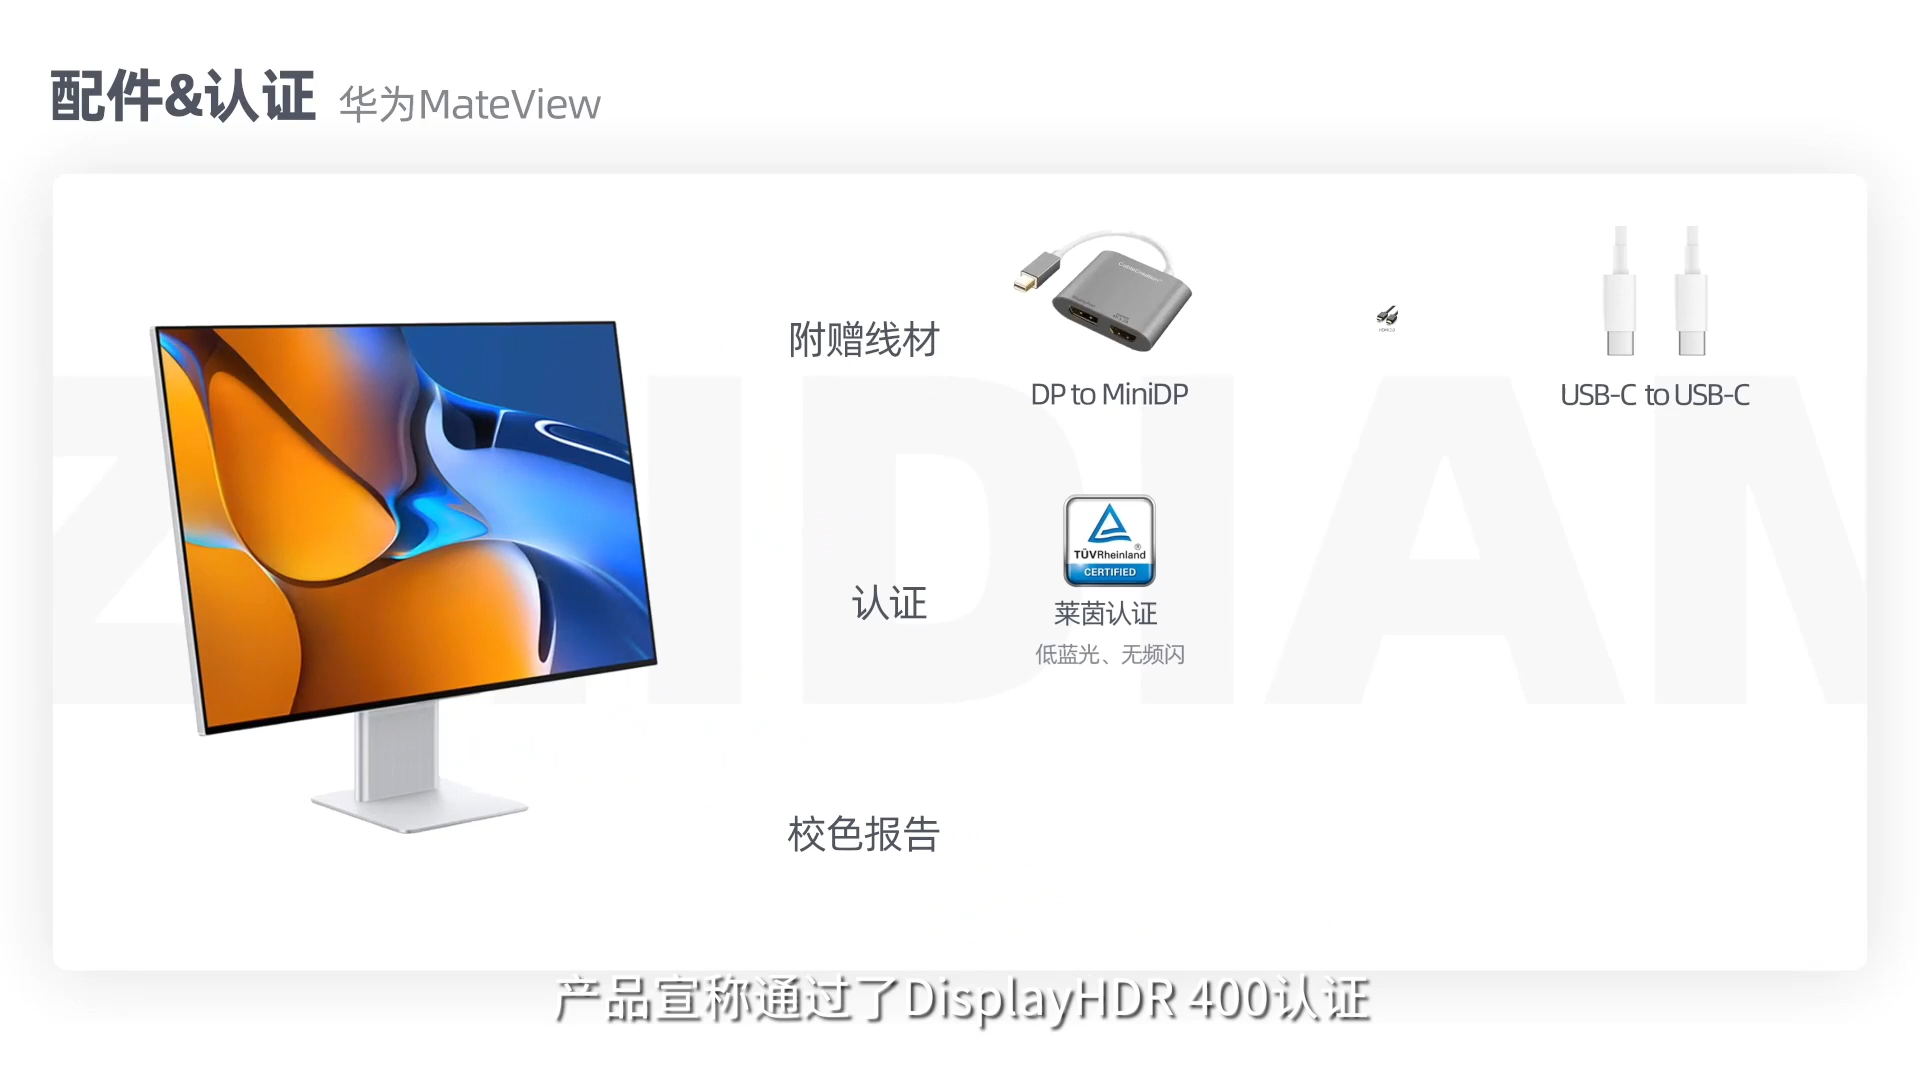 配件&认证 华为MateView
附赠线材
CableCreation
DP to MiniDP
USB-C to USB-C
ZHIDIAN
认证
TÜVRheinland®
CERTIFIED
莱茵认证
低蓝光、无频闪
校色报告
产品宣称通过了DisplayHDR 400认证